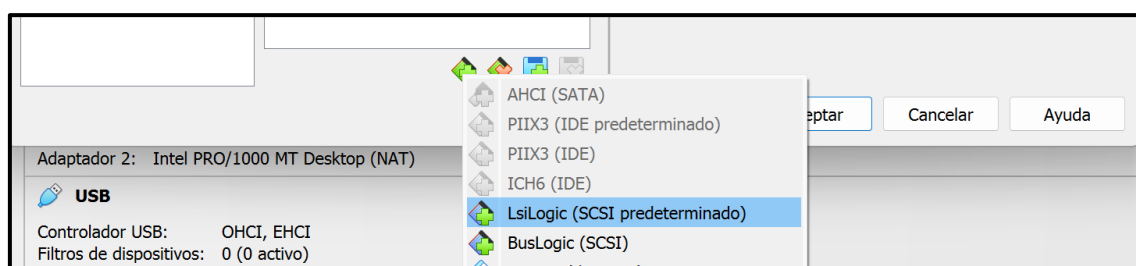 AHCI (SATA)
PIIX3 (IDE predeterminado)
eptar Cancelar Ayuda
PIIX3 (IDE)
Adaptador 2: Intel PRO/1000 MT Desktop (NAT)
ICH6 (IDE)
USB
LsiLogic (SCSI predeterminado)
Controlador USB: OHCI, EHCI
BusLogic (SCSI)
Filtros de dispositivos: 0 (0 activo)